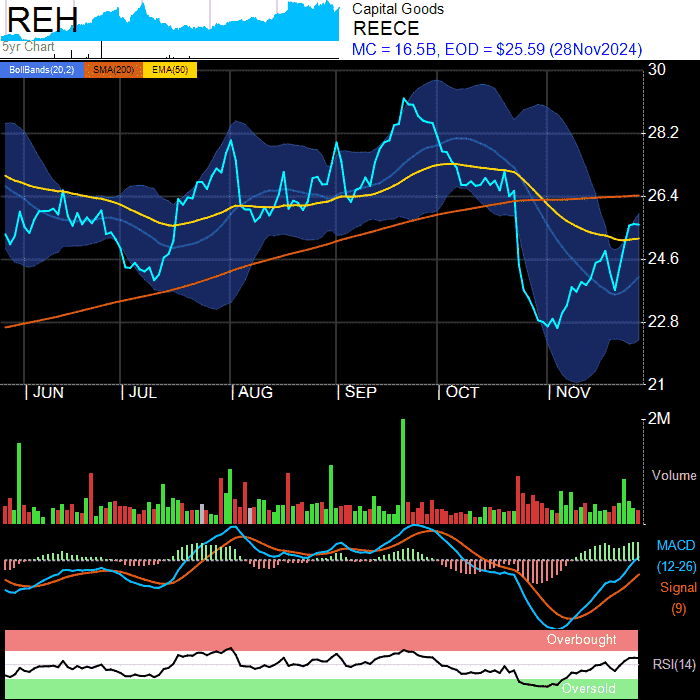 REH
5yr Chart
Capital Goods
REECE
MC = 16.5B, EOD = $25.59 (28Nov2024)
BollBands(20,2) SMA(200) EMA(50)
30
28.2
26.4
24.6
22.8
21
JUN JUL AUG SEP OCT NOV
2M
Volume
MACD
(12-26)
Signal
(9)
Overbought
RSI(14)
Oversold